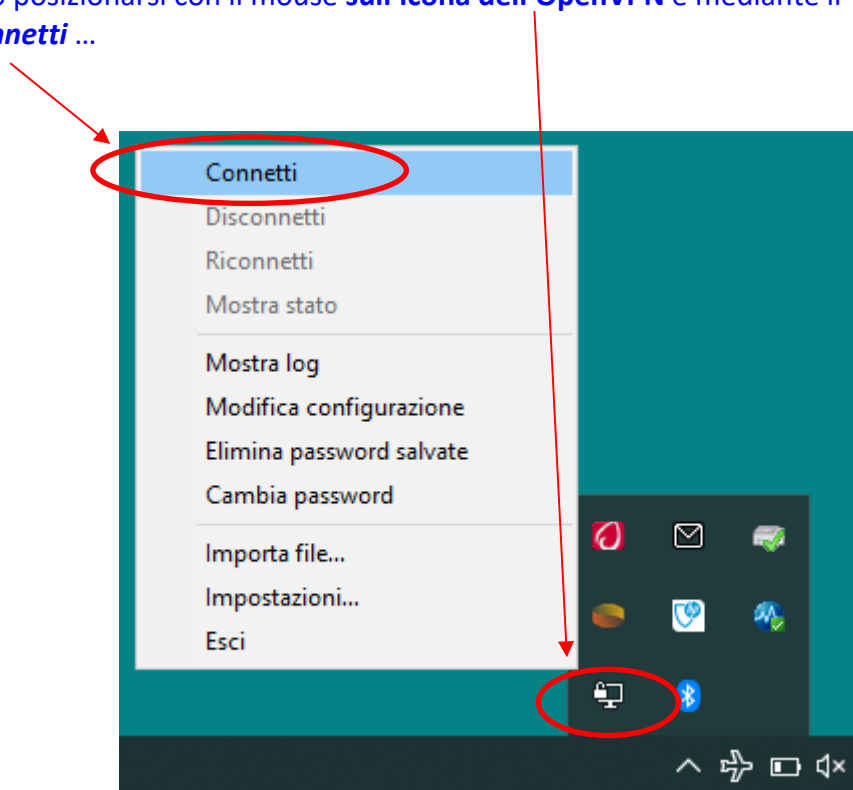 posizionarsi con il mouse sull'icona dell'OpenVPN e mediante il
nnetti ...
Connetti
Disconnetti
Riconnetti
Mostra stato
Mostra log
Modifica configurazione
Elimina password salvate
Cambia password
Importa file...
Impostazioni...
Esci